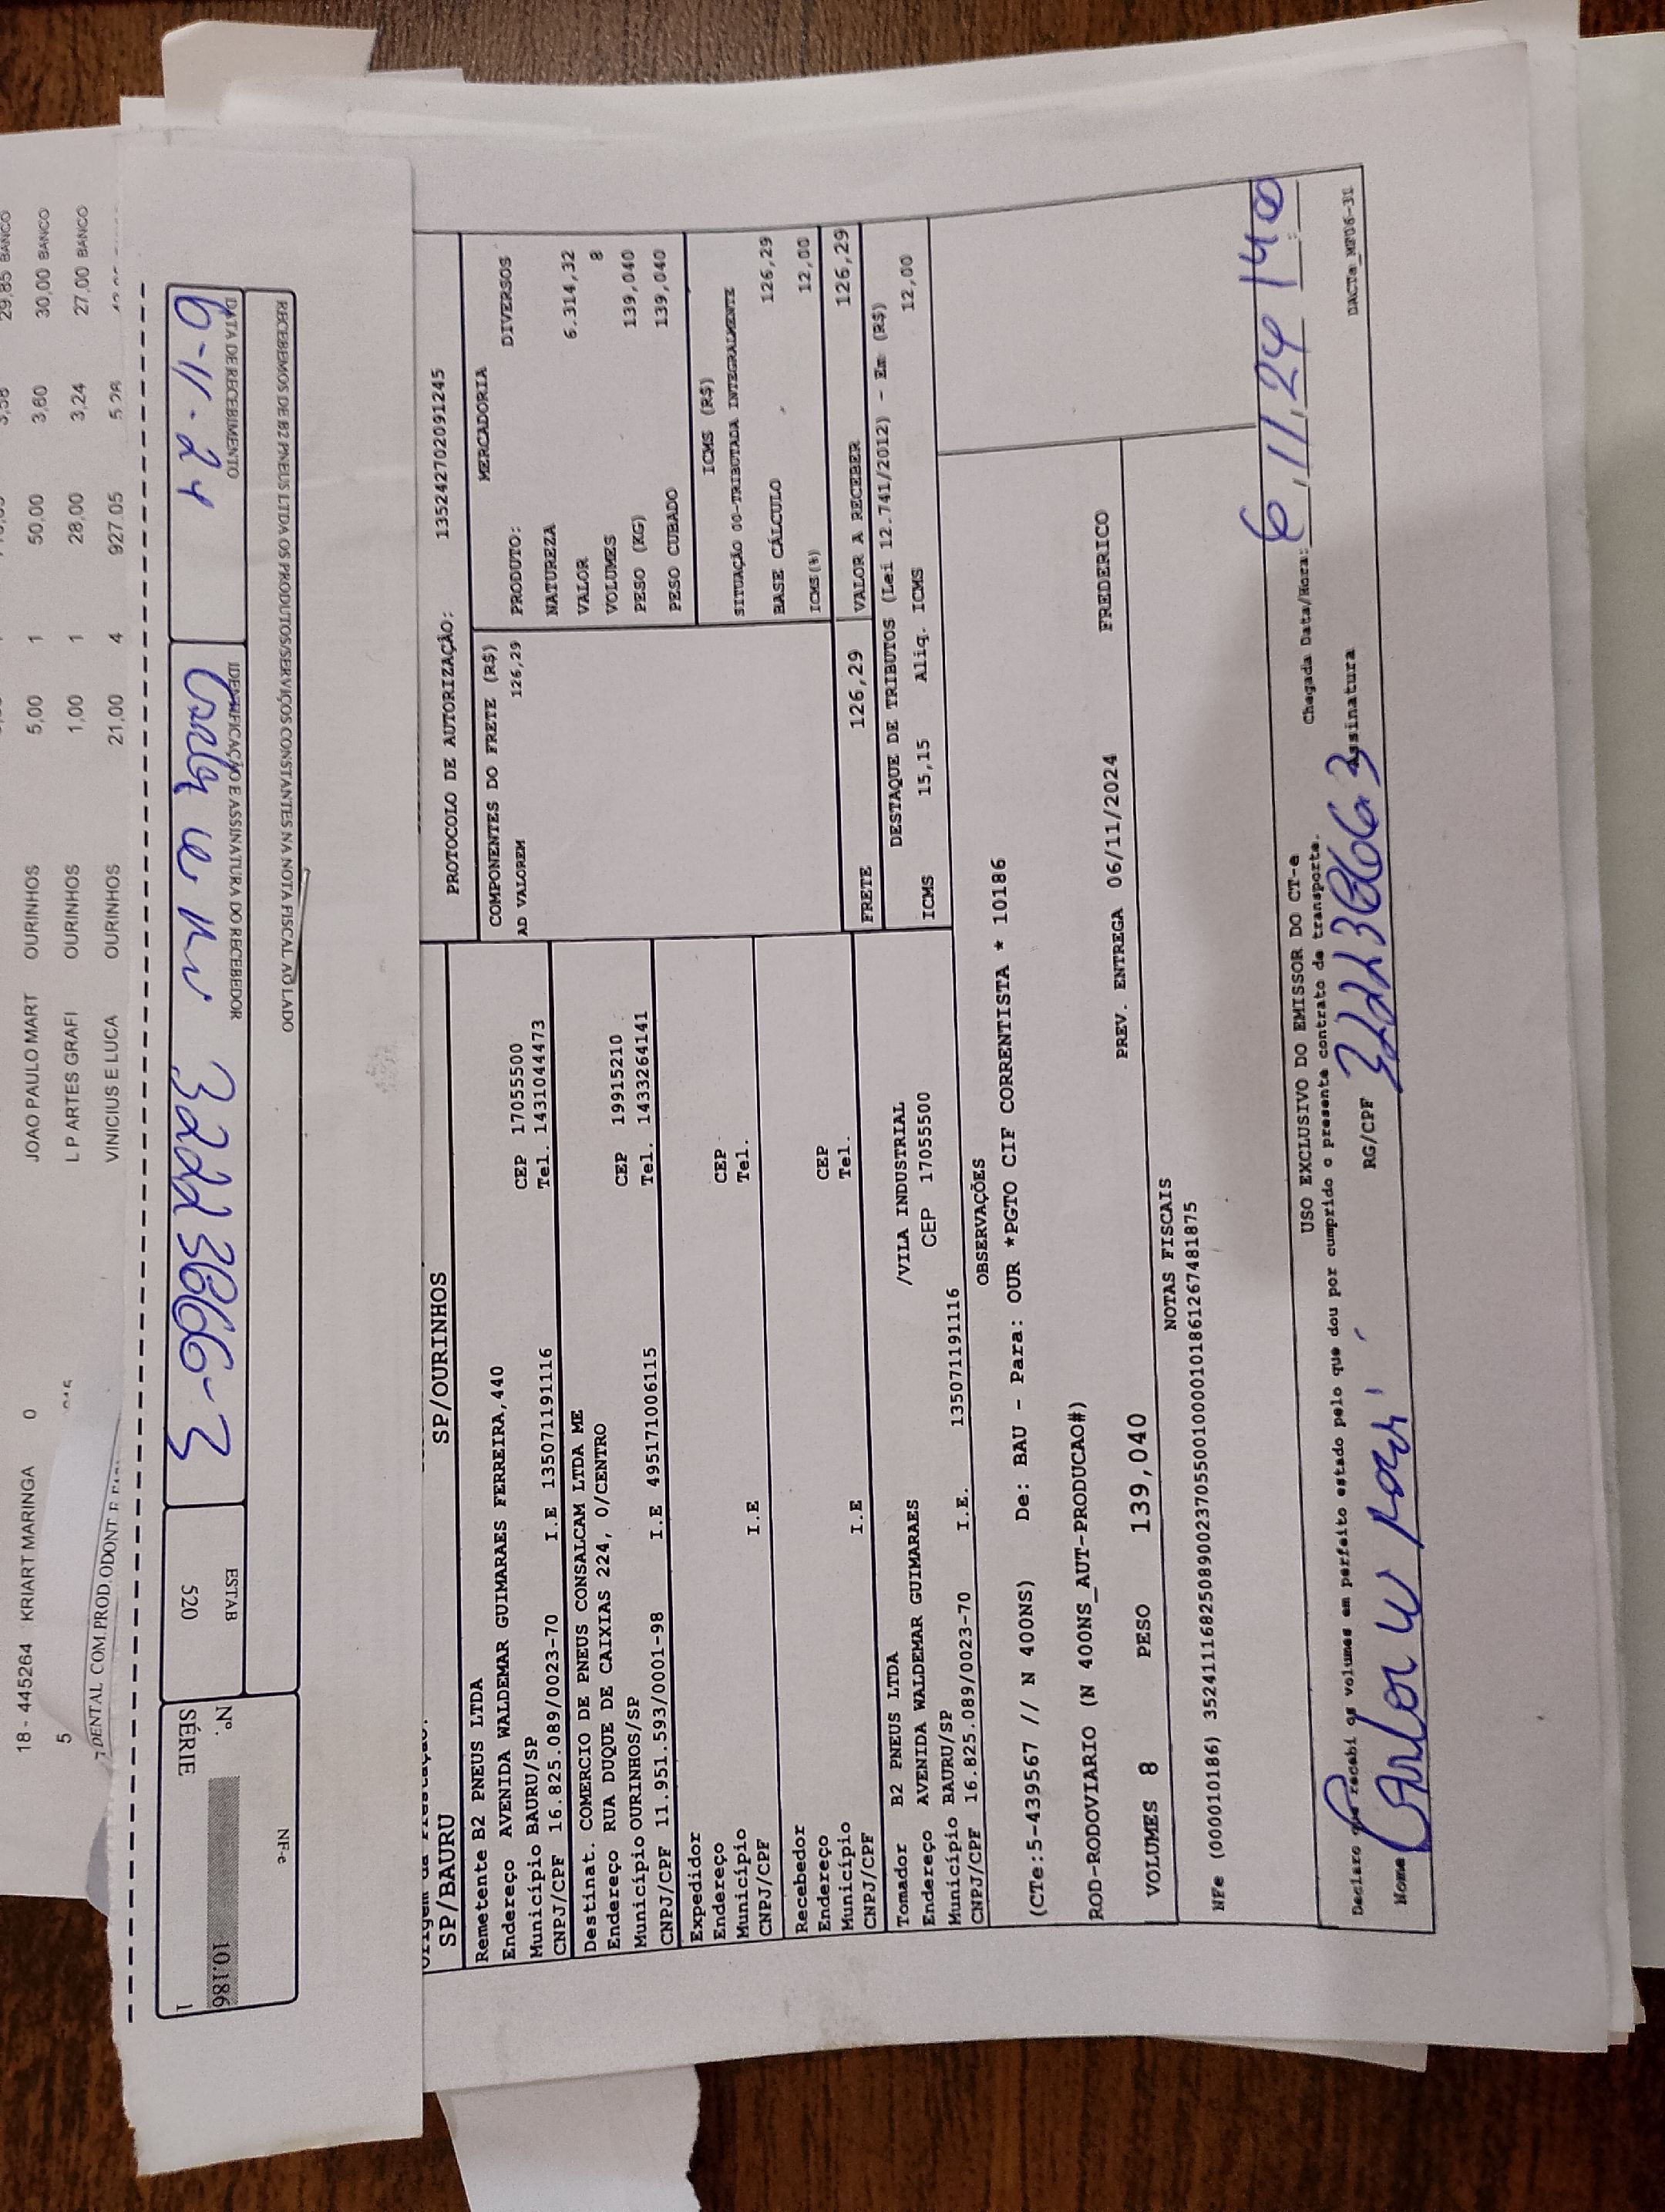 29,85 BANCO
5,00 1 50,00 3,60 30,00 BANCO
1,00 1 28,00 3,24 27,00 BANCO
21,00 4 927,05 5,28
18 - 445264 KRIART MARINGA 0 JOAO PAULO MART OURINHOS
5 L P ARTES GRAFI OURINHOS
VINICIUS E LUCA OURINHOS
DENTAL COM.PROD.ODONT.
RECEBEMOS DE B2 PNEUS LTDA OS PRODUTOS/SERVIÇOS CONSTANTES NA NOTA FISCAL AO LADO
DATA DE RECEBIMENTO
6-11-24
IDENTIFICAÇÃO E ASSINATURA DO RECEBEDOR
32223866-3
ESTAB
520
NF-e
Nº. 10.186
SÉRIE 1
SP/BAURU SP/OURINHOS
Remetente B2 PNEUS LTDA
Endereço AVENIDA WALDEMAR GUIMARAES FERREIRA,440
Município BAURU/SP CEP 17055500
CNPJ/CPF 16.825.089/0023-70 I.E 135071191116 Tel. 1431044473
Destinat. COMERCIO DE PNEUS CONSALCAM LTDA ME
Endereço RUA DUQUE DE CAIXIAS 224, 0/CENTRO
Município OURINHOS/SP CEP 19915210
CNPJ/CPF 11.951.593/0001-98 I.E 495171006115 Tel. 1433264141
Expedidor
Endereço
Município CEP
CNPJ/CPF I.E Tel.
Recebedor
Endereço
Município CEP
CNPJ/CPF I.E Tel.
Tomador B2 PNEUS LTDA
Endereço AVENIDA WALDEMAR GUIMARAES /VILA INDUSTRIAL
Município BAURU/SP CEP 17055500
CNPJ/CPF 16.825.089/0023-70 I.E. 135071191116
PROTOCOLO DE AUTORIZAÇÃO: 135242702091245
COMPONENTES DO FRETE (R$)
AD VALOREM 126,29
MERCADORIA
PRODUTO: DIVERSOS
NATUREZA
VALOR 6.314,32
VOLUMES 8
PESO (KG) 139,040
PESO CUBADO 139,040
ICMS (R$)
SITUAÇÃO 00-TRIBUTADA INTEGRALMENTE
BASE CÁLCULO 126,29
ICMS(%) 12,00
FRETE 126,29 VALOR A RECEBER 126,29
DESTAQUE DE TRIBUTOS (Lei 12.741/2012) - Em (R$)
ICMS 15,15 Aliq. ICMS 12,00
OBSERVAÇÕES
(CTe:5-439567 // N 400NS) De: BAU - Para: OUR *PGTO CIF CORRENTISTA * 10186
ROD-RODOVIARIO (N 400NS_AUT-PRODUCAO#)
PREV. ENTREGA 06/11/2024 FREDERICO
VOLUMES 8 PESO 139,040
NOTAS FISCAIS
NFe (000010186) 35241116825089002370550010000101861267481875
USO EXCLUSIVO DO EMISSOR DO CT-e
Declaro que recebi os volumes em perfeito estado pelo que dou por cumprido o presente contrato de transporte.
Chegada Data/Hora: 6/11/24
Nome
RG/CPF 322238663 Assinatura
DACTe_MF06-31